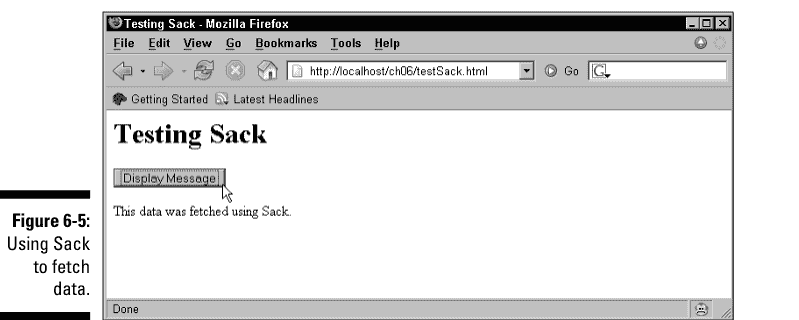 Testing Sack - Mozilla Firefox
File Edit View Go Bookmarks Tools Help
http://localhost/ch06/testSack.html Go G
Getting Started Latest Headlines
Testing Sack
Display Message
This data was fetched using Sack.
Done
Figure 6-5:
Using Sack
to fetch
data.